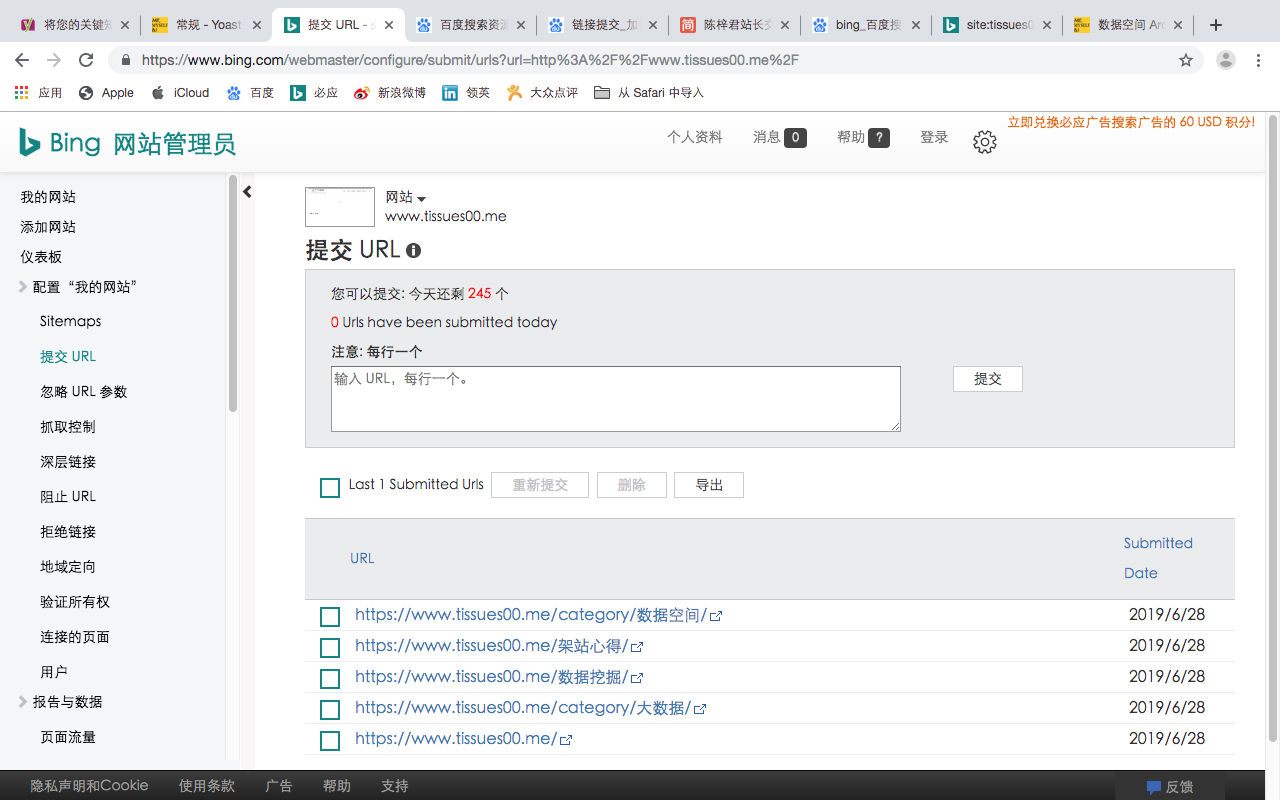 将您的关键短
常规 - Yoast
提交 URL -
百度搜索资源
链接提交_加
陈梓君站长交
bing_百度搜
site:tissues0
数据空间 Arc
https://www.bing.com/webmaster/configure/submit/urls?url=http%3A%2F%2Fwww.tissues00.me%2F
应用
Apple
iCloud
百度
必应
新浪微博
领英
大众点评
从 Safari 中导入
Bing 网站管理员
个人资料
消息 0
帮助 ?
登录
立即兑换必应广告搜索广告的 60 USD 积分!
我的网站
添加网站
仪表板
配置“我的网站”
Sitemaps
提交 URL
忽略 URL 参数
抓取控制
深层链接
阻止 URL
拒绝链接
地域定向
验证所有权
连接的页面
用户
报告与数据
页面流量
网站
www.tissues00.me
提交 URL
您可以提交: 今天还剩 245 个
0 Urls have been submitted today
注意: 每行一个
输入 URL，每行一个。
提交
Last 1 Submitted Urls
重新提交
删除
导出
URL
Submitted
Date
https://www.tissues00.me/category/数据空间/ 2019/6/28
https://www.tissues00.me/架站心得/ 2019/6/28
https://www.tissues00.me/数据挖掘/ 2019/6/28
https://www.tissues00.me/category/大数据/ 2019/6/28
https://www.tissues00.me/ 2019/6/28
隐私声明和Cookie
使用条款
广告
帮助
支持
反馈